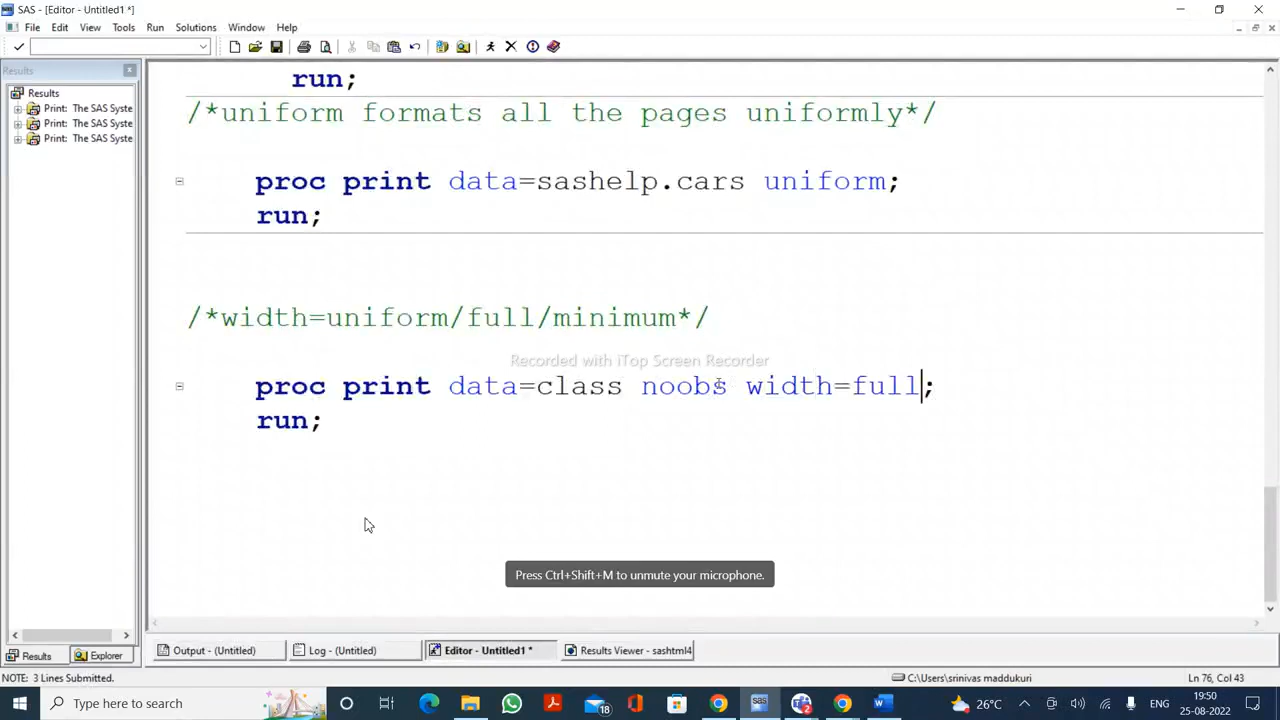 SAS - [Editor - Untitled1 *]
File Edit View Tools Run Solutions Window Help
Results
run;
Results
Print: The SAS Syste
Print: The SAS Syste
Print: The SAS Syste
/*uniform formats all the pages uniformly*/
proc print data=sashelp.cars uniform;
run;
/*width=uniform/full/minimum*/
Recorded with iTop Screen Recorder
proc print data=class noobs width=full;
run;
Press Ctrl+Shift+M to unmute your microphone.
Results Explorer
Output - (Untitled) Log - (Untitled) Editor - Untitled1 * Results Viewer - sashtml4
NOTE: 3 Lines Submitted. C:\Users\srinivas maddukuri Ln 76, Col 43
Type here to search 18 SAS 2 26°C ENG 19:50
25-08-2022 2